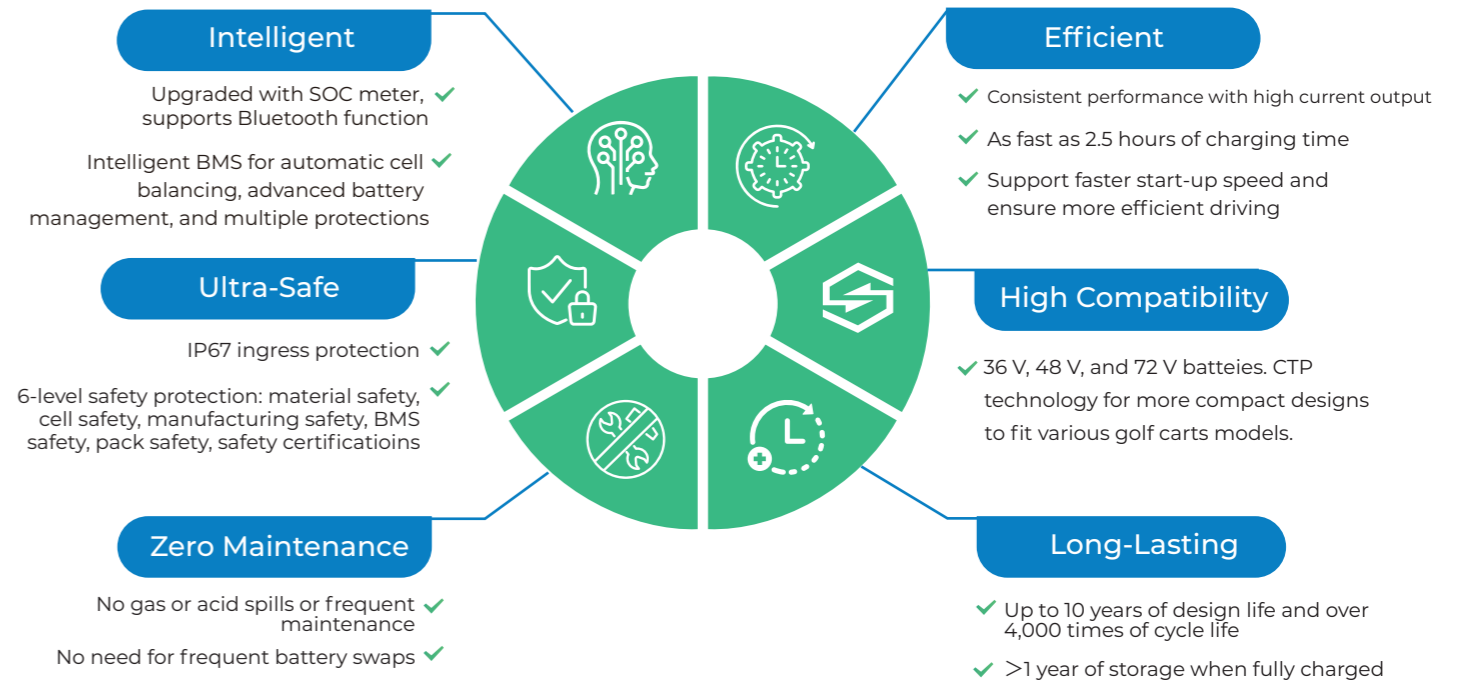 Intelligent
Upgraded with SOC meter,
supports Bluetooth function
Intelligent BMS for automatic cell
balancing, advanced battery
management, and multiple protections
Ultra-Safe
IP67 ingress protection
6-level safety protection: material safety,
cell safety, manufacturing safety, BMS
safety, pack safety, safety certificatioins
Zero Maintenance
No gas or acid spills or frequent
maintenance
No need for frequent battery swaps
Efficient
Consistent performance with high current output
As fast as 2.5 hours of charging time
Support faster start-up speed and
ensure more efficient driving
High Compatibility
36 V, 48 V, and 72 V batteies. CTP
technology for more compact designs
to fit various golf carts models.
Long-Lasting
Up to 10 years of design life and over
4,000 times of cycle life
>1 year of storage when fully charged